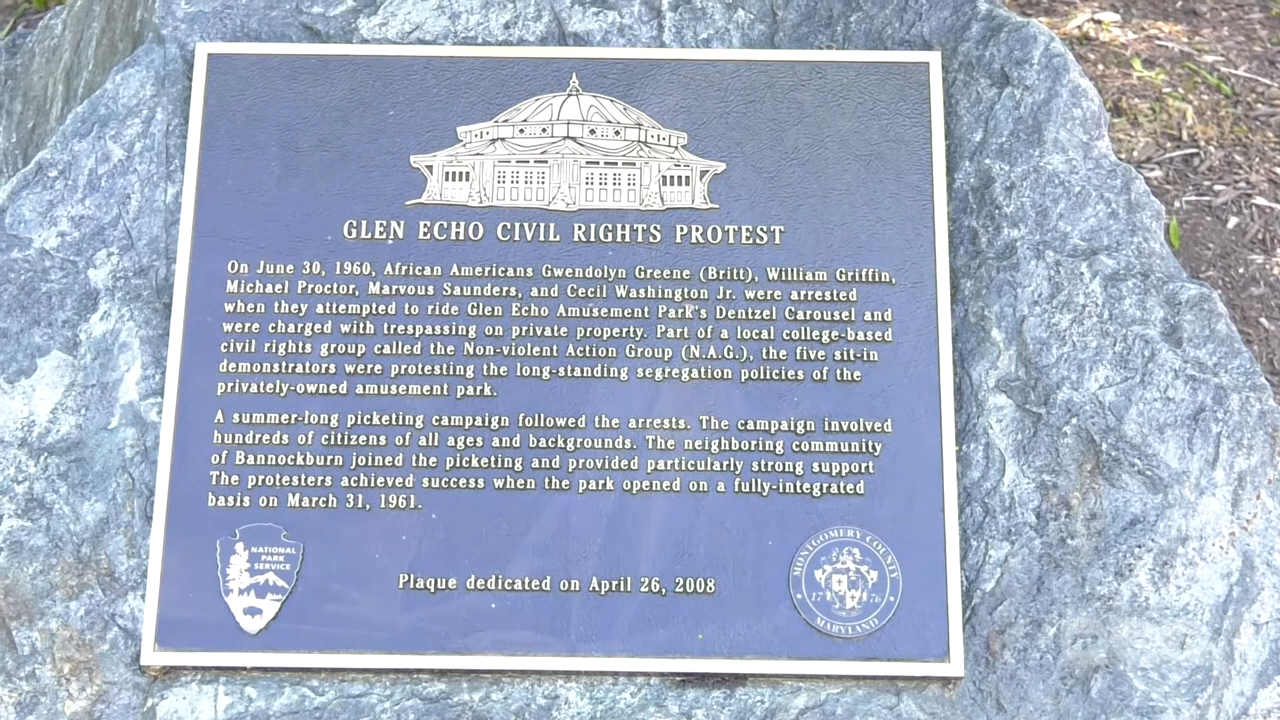 GLEN ECHO CIVIL RIGHTS PROTEST
On June 30, 1960, African Americans Gwendolyn Greene (Britt), William Griffin,
Michael Proctor, Marvous Saunders, and Cecil Washington Jr. were arrested
when they attempted to ride Glen Echo Amusement Park's Dentzel Carousel and
were charged with trespassing on private property. Part of a local college-based
civil rights group called the Non-violent Action Group (N.A.G.), the five sit-in
demonstrators were protesting the long-standing segregation policies of the
privately-owned amusement park.
A summer-long picketing campaign followed the arrests. The campaign involved
hundreds of citizens of all ages and backgrounds. The neighboring community
of Bannockburn joined the picketing and provided particularly strong support
The protesters achieved success when the park opened on a fully-integrated
basis on March 31, 1961.
NATIONAL
PARK
SERVICE
Plaque dedicated on April 26, 2008
MONTGOMERY COUNTY
17 76
MARYLAND